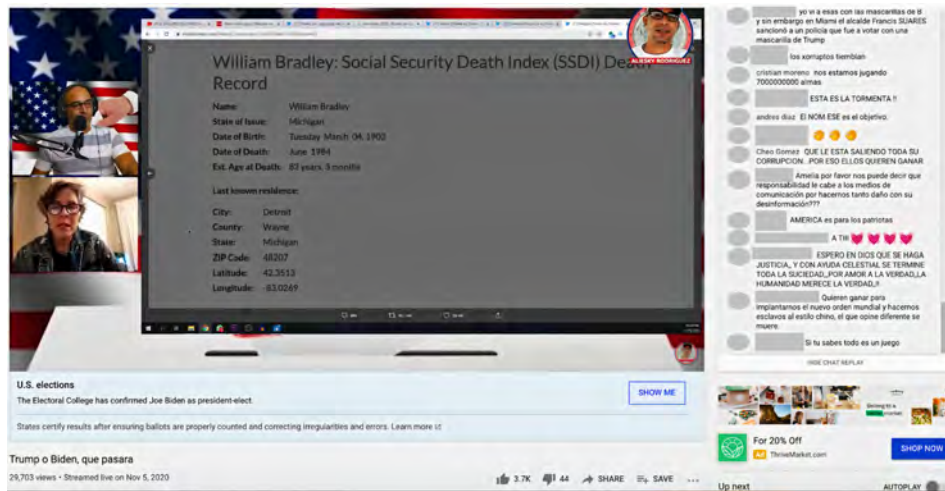 ALIESKY RODRIGUEZ
William Bradley: Social Security Death Index (SSDI) Death
Record
Name: William Bradley
State of Issue: Michigan
Date of Birth: Tuesday March 04, 1902
Date of Death: June 1984
Est. Age at Death: 83 years, 3 months
Last known residence:
City: Detroit
County: Wayne
State: Michigan
ZIP Code: 48207
Latitude: 42.3513
Longitude: -83.0269
U.S. elections
The Electoral College has confirmed Joe Biden as president-elect.
SHOW ME
States certify results after ensuring ballots are properly counted and correcting irregularities and errors. Learn more
Trump o Biden, que pasara
29,703 views • Streamed live on Nov 5, 2020
3.7K
44
SHARE
SAVE
yo vi a esas con las mascarillas de B
y sin embargo en Miami el alcalde Francis SUARES
sancionó a un policía que fue a votar con una
mascarilla de Trump
los xorruptos tiemblan
cristian moreno nos estamos jugando
7000000000 almas
ESTA ES LA TORMENTA !!
andres diaz El NOM ESE es el objetivo.
Cheo Gomez QUE LE ESTA SALIENDO TODA SU
CORRUPCION...POR ESO ELLOS QUIEREN GANAR
Amelia por favor nos puede decir que
responsabilidad le cabe a los medios de
comunicación por hacernos tanto daño con su
desinformación???
AMERICA es para los patriotas
A TRI
ESPERO EN DIOS QUE SE HAGA
JUSTICIA,, Y CON AYUDA CELESTIAL SE TERMINE
TODA LA SUCIEDAD,,POR AMOR A LA VERDAD,,LA
HUMANIDAD MERECE LA VERDAD,,!!
Quieren ganar para
implantarnos el nuevo orden mundial y hacernos
esclavos al estilo chino, el que opine diferente se
muere.
Si tu sabes todo es un juego
HIDE CHAT REPLAY
For 20% Off
Ad ThriveMarket.com
SHOP NOW
Up next
AUTOPLAY